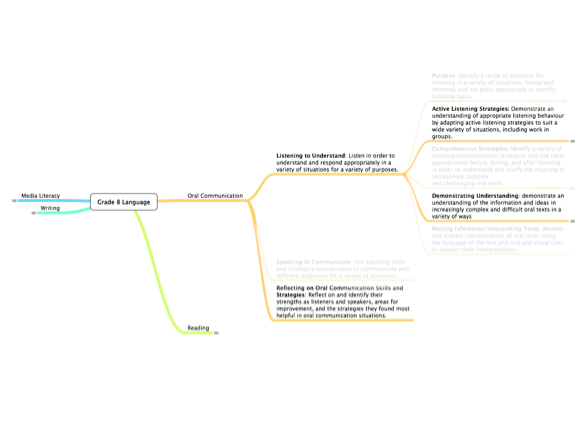 Purpose: Identify a range of purposes for
listening in a variety of situations, formal and
informal, and set goals appropriate to specific
listening tasks
Active Listening Strategies: Demonstrate an
understanding of appropriate listening behaviour
by adapting active listening strategies to suit a
wide variety of situations, including work in
groups.
Comprehension Strategies: Identify a variety of
listening comprehension strategies and use them
appropriately before, during, and after listening
in order to understand and clarify the meaning of
increasingly complex
and challenging oral texts
Demonstrating Understanding: demonstrate an
understanding of the information and ideas in
increasingly complex and difficult oral texts in a
variety of ways
Making Inferences/Interpreting Texts: develop
and explain interpretations of oral texts using
the language of the text and oral and visual cues
to support their interpretations
Listening to Understand: Listen in order to
understand and respond appropriately in a
variety of situations for a variety of purposes.
Media Literacy
Writing
Grade 8 Language
Oral Communication
Speaking to Communicate: Use speaking skills
and strategies appropriately to communicate with
different audiences for a variety of purposes
Reflecting on Oral Communication Skills and
Strategies: Reflect on and identify their
strengths as listeners and speakers, areas for
improvement, and the strategies they found most
helpful in oral communication situations.
Reading